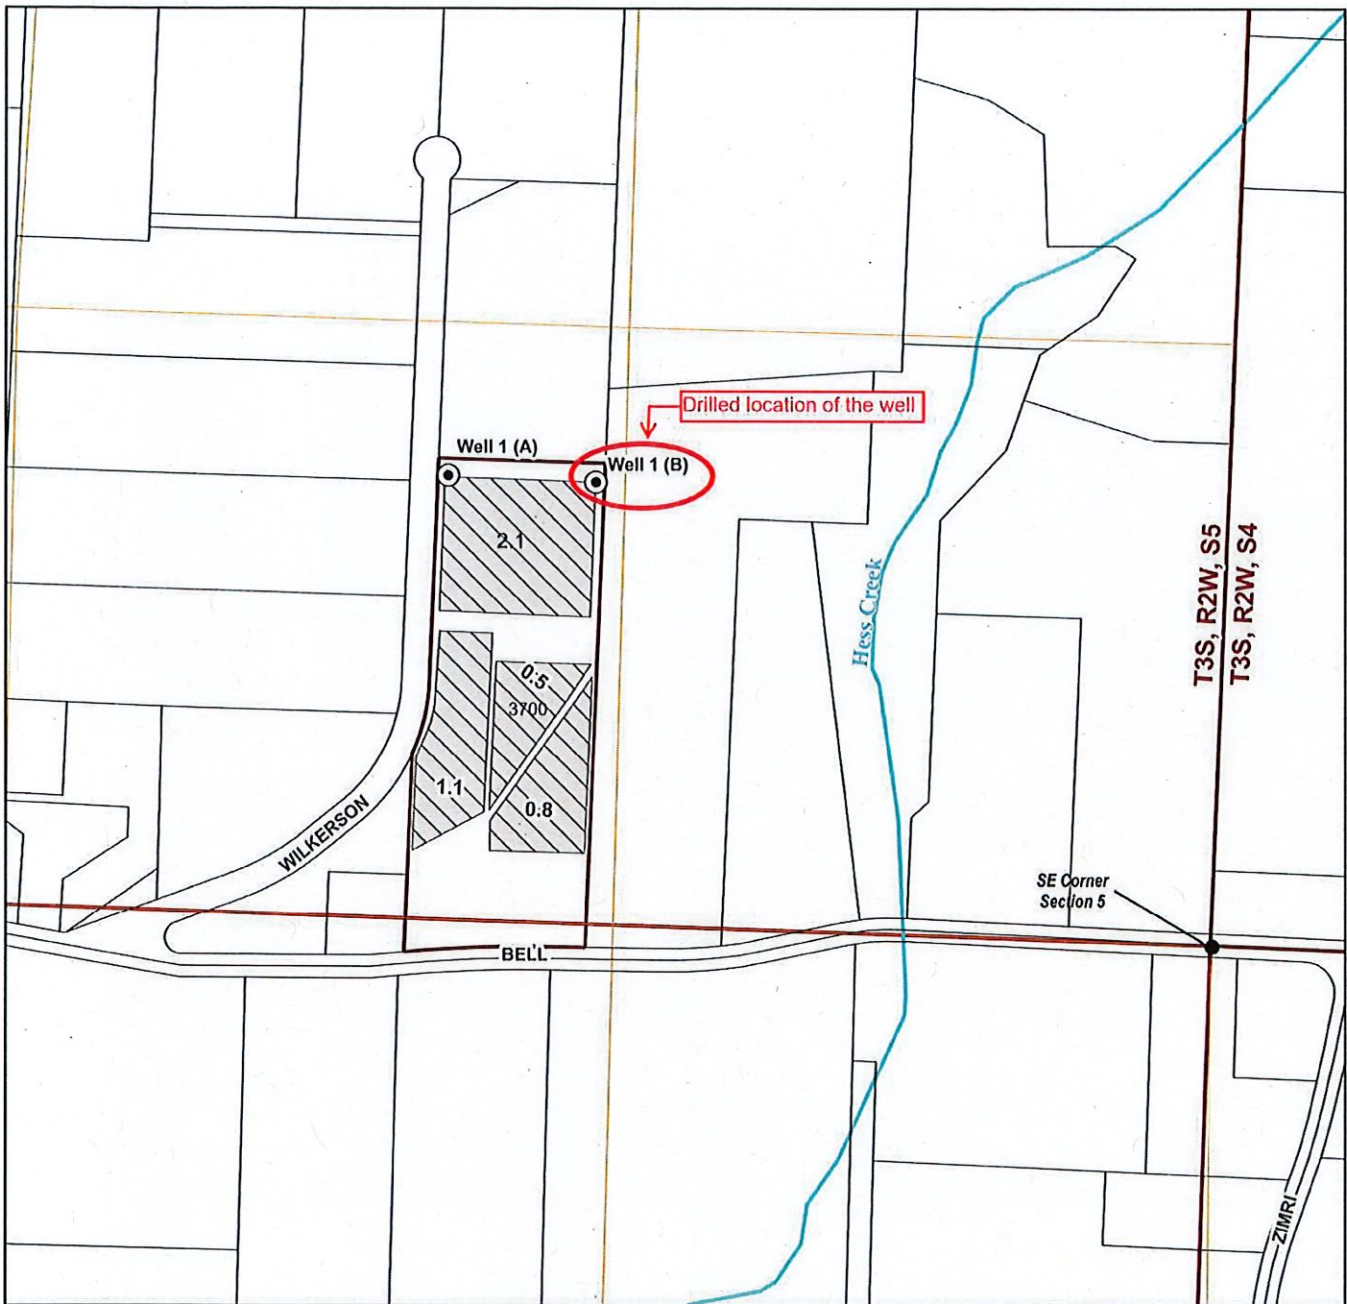 Drilled location of the well
Well 1 (A)
Well 1 (B)
2.1
T3S, R2W, S5
T3S, R2W, S4
Hess Creek
0.5
3700
1.1
0.8
WILKERSON
SE Corner
Section 5
BELL
ZIMRI